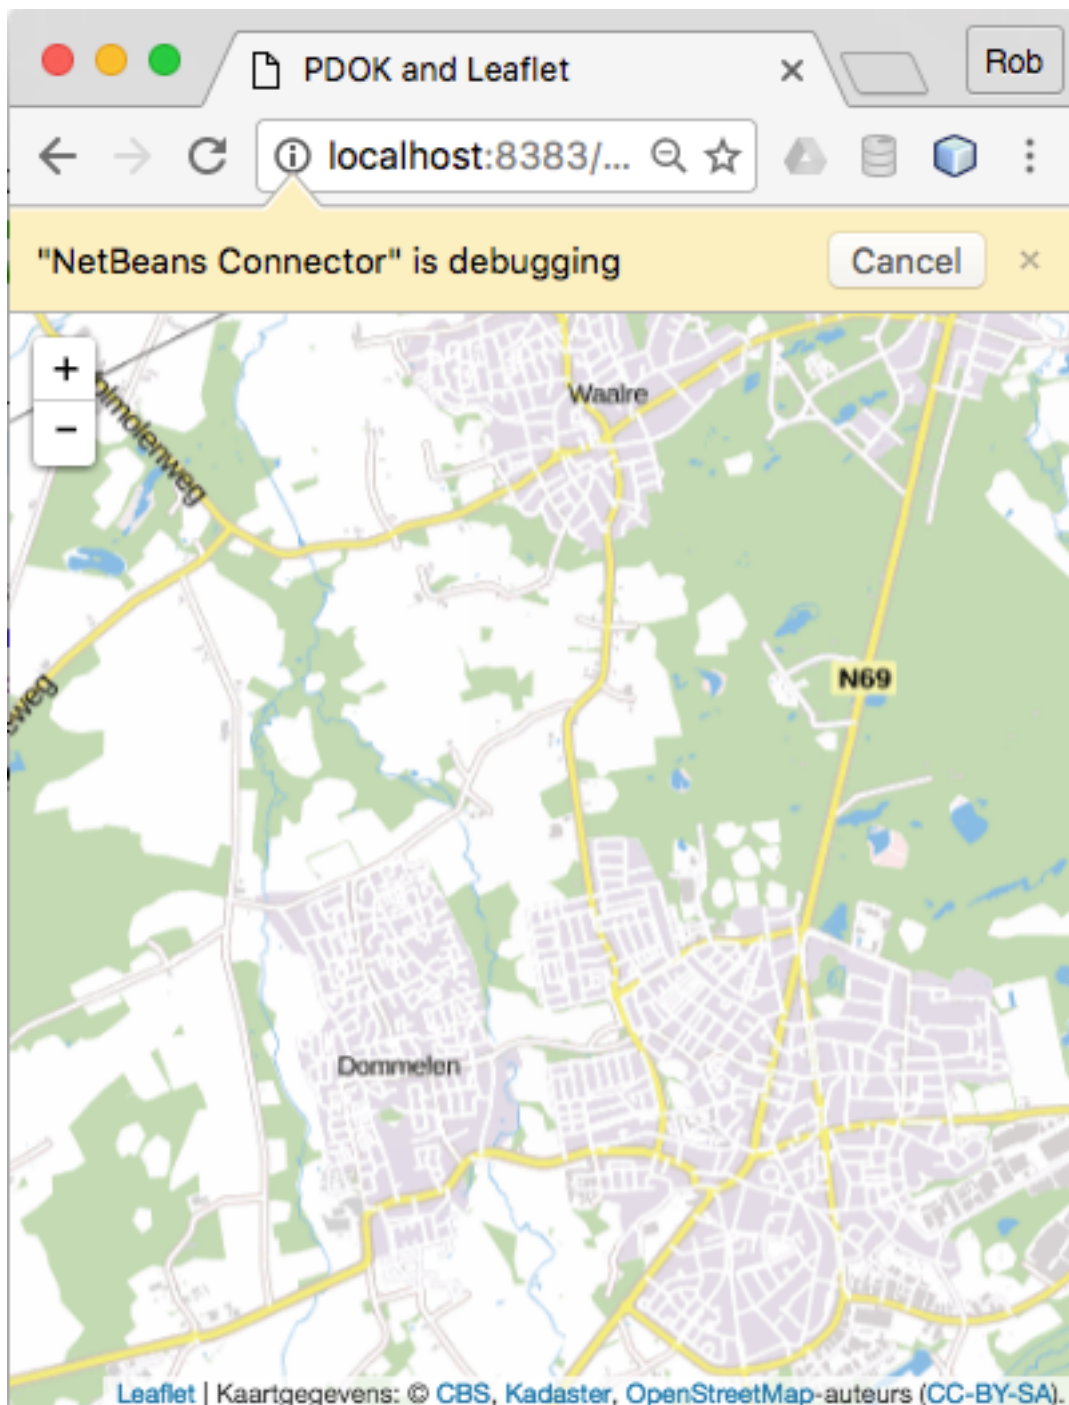 PDOK and Leaflet
Rob
localhost:8383/...
"NetBeans Connector" is debugging
Cancel
+
−
Waalre
N69
Dommelen
Leaflet | Kaartgegevens: © CBS, Kadaster, OpenStreetMap-auteurs (CC-BY-SA).